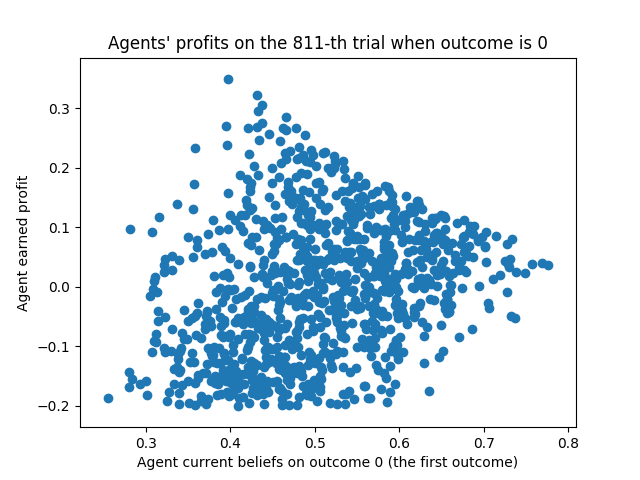 Agents' profits on the 811-th trial when outcome is 0
Agent earned profit
0.3
0.2
0.1
0.0
−0.1
−0.2
0.3 0.4 0.5 0.6 0.7 0.8
Agent current beliefs on outcome 0 (the first outcome)